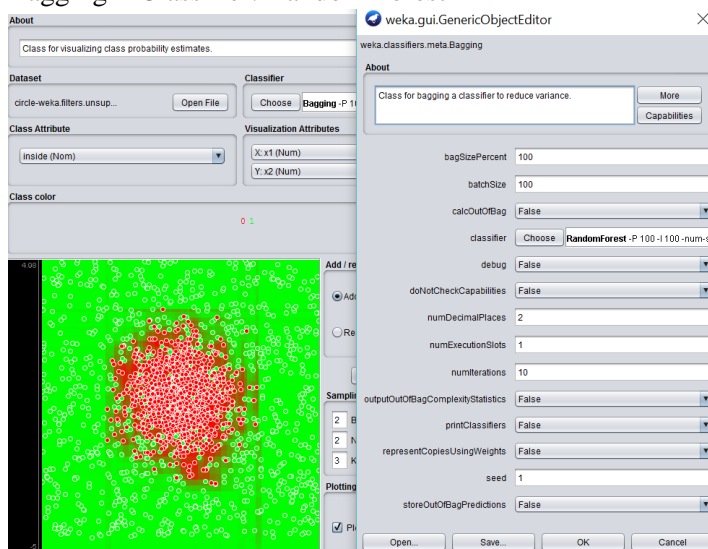 About
Class for visualizing class probability estimates.
Dataset
circle-weka.filters.unsup...
Open File
Classifier
Choose
Bagging -P 10
Class Attribute
inside (Nom)
Visualization Attributes
X: x1 (Num)
Y: x2 (Num)
Class color
0 1
4.98
-5
Add / re
Add
Re
Samplin
2 B
2 N
3 K
Plotting
Pl
weka.gui.GenericObjectEditor
weka.classifiers.meta.Bagging
About
Class for bagging a classifier to reduce variance.
More
Capabilities
bagSizePercent 100
batchSize 100
calcOutOfBag False
classifier Choose RandomForest -P 100 -I 100 -num-s
debug False
doNotCheckCapabilities False
numDecimalPlaces 2
numExecutionSlots 1
numIterations 10
outputOutOfBagComplexityStatistics False
printClassifiers False
representCopiesUsingWeights False
seed 1
storeOutOfBagPredictions False
Open... Save... OK Cancel